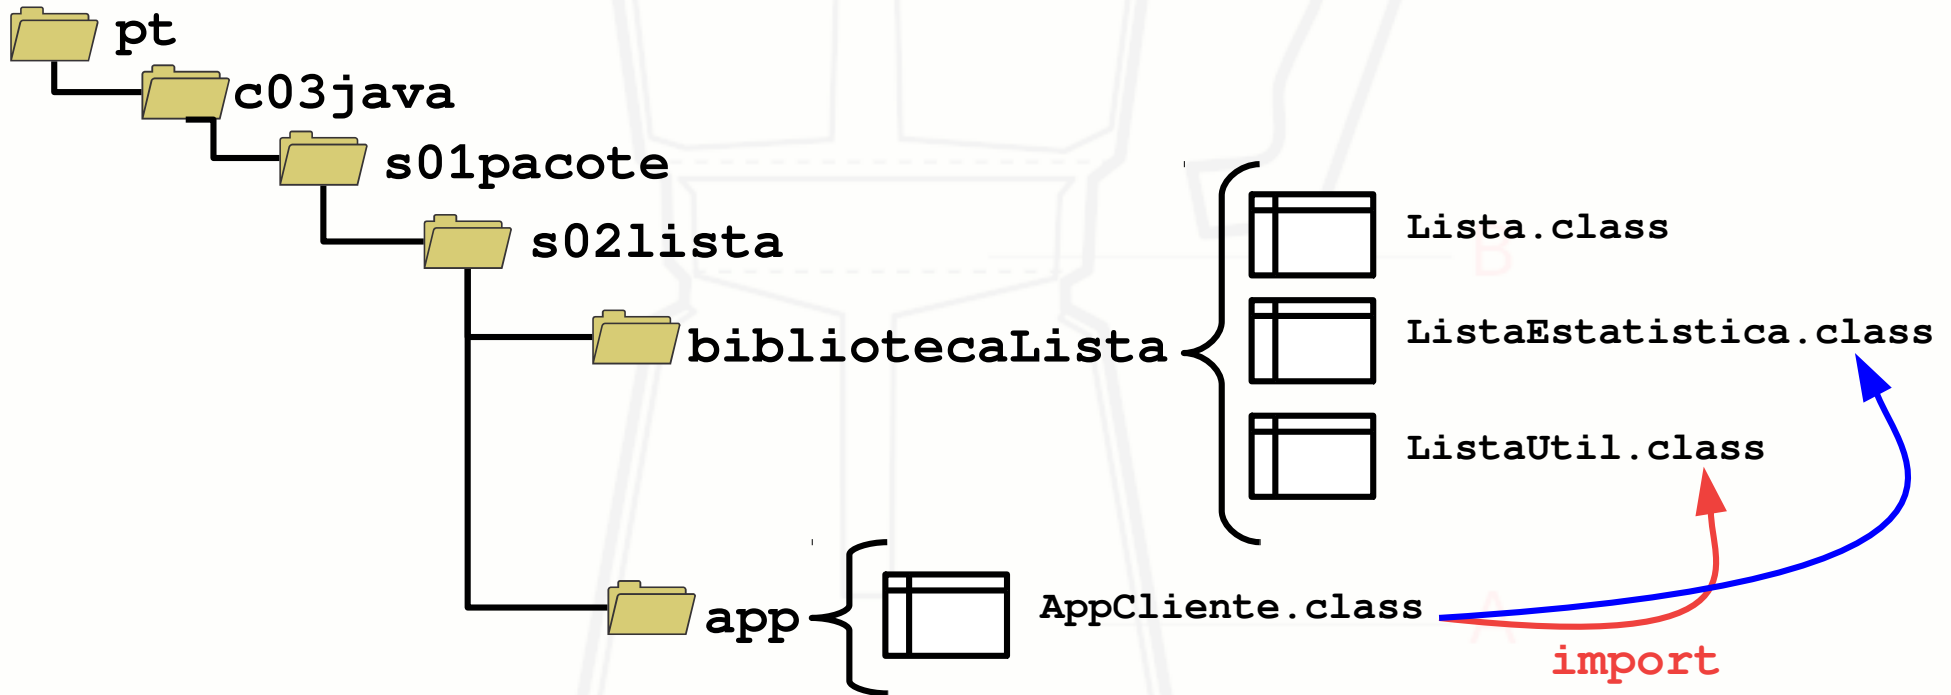 pt
c03java
s01pacote
s02lista
bibliotecaLista
Lista.class
B
ListaEstatistica.class
ListaUtil.class
app
AppCliente.class
A
import